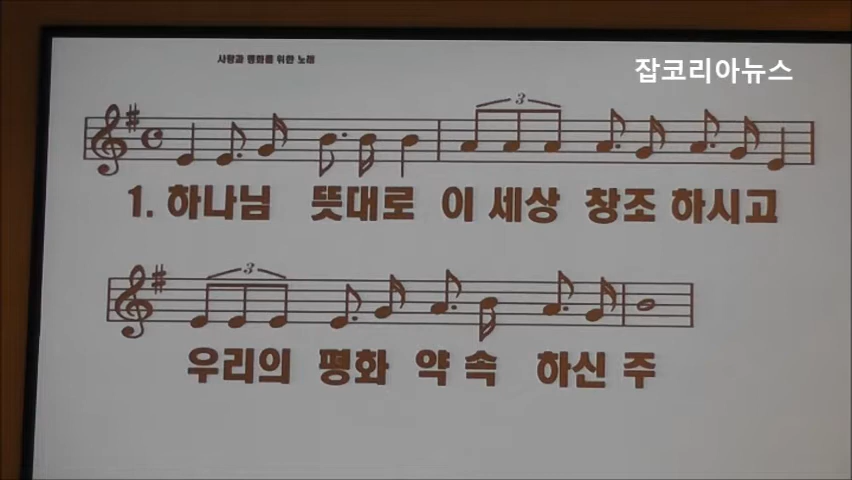 사랑과 평화를 위한 노래
잡코리아뉴스
3
1. 하나님 뜻대로 이 세상 창조 하시고
3
우리의 평화 약속 하신 주